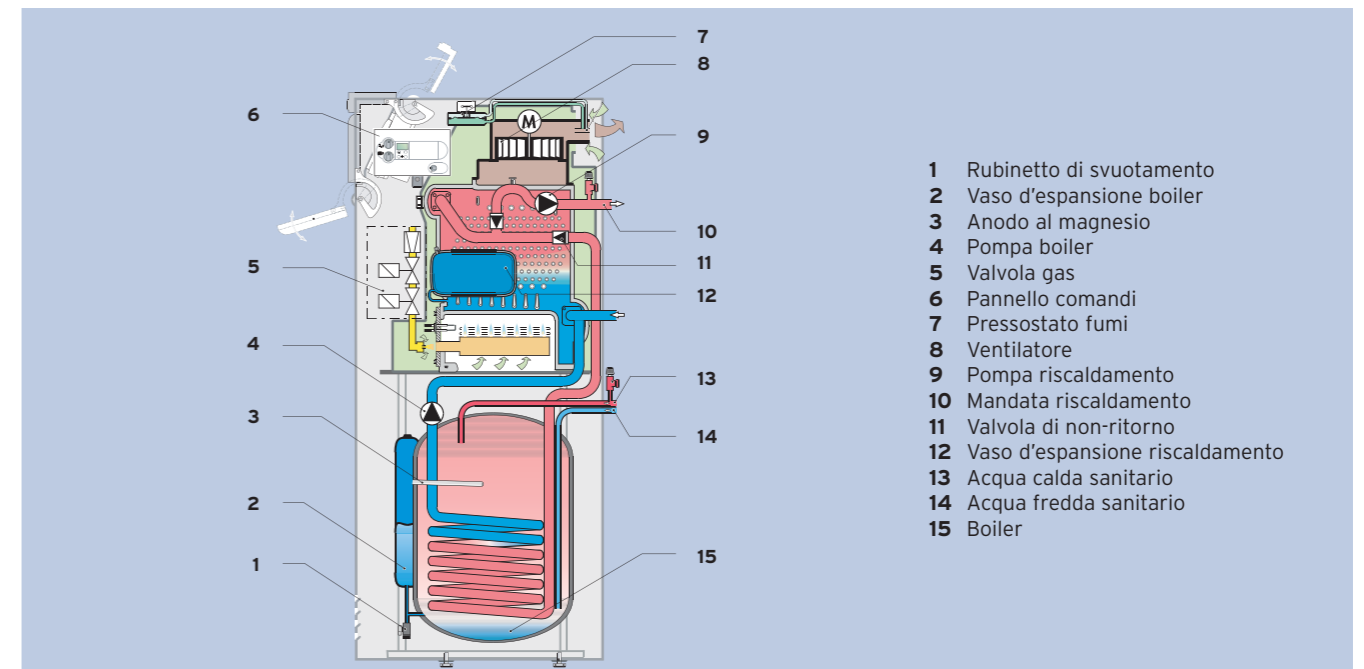 7
8
6
9
10
5
11
12
4
13
3
14
2
15
1
M
1 Rubinetto di svuotamento
2 Vaso d'espansione boiler
3 Anodo al magnesio
4 Pompa boiler
5 Valvola gas
6 Pannello comandi
7 Pressostato fumi
8 Ventilatore
9 Pompa riscaldamento
10 Mandata riscaldamento
11 Valvola di non-ritorno
12 Vaso d'espansione riscaldamento
13 Acqua calda sanitario
14 Acqua fredda sanitario
15 Boiler